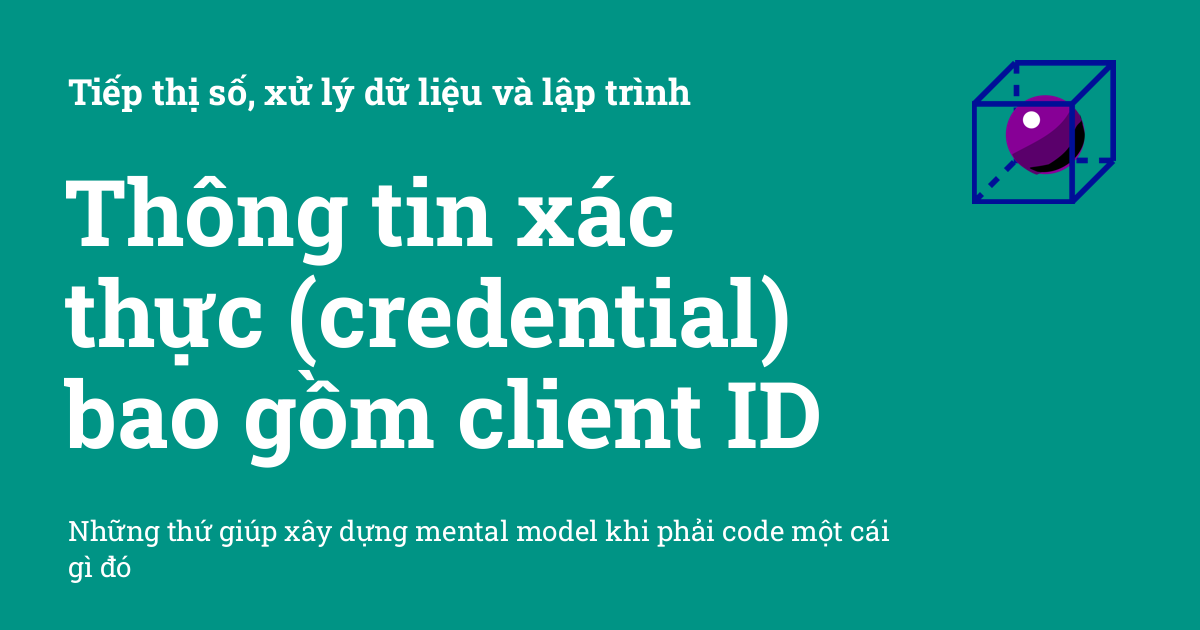 Tiếp thị số, xử lý dữ liệu và lập trình
Thông tin xác
thực (credential)
bao gồm client ID
Những thứ giúp xây dựng mental model khi phải code một cái
gì đó